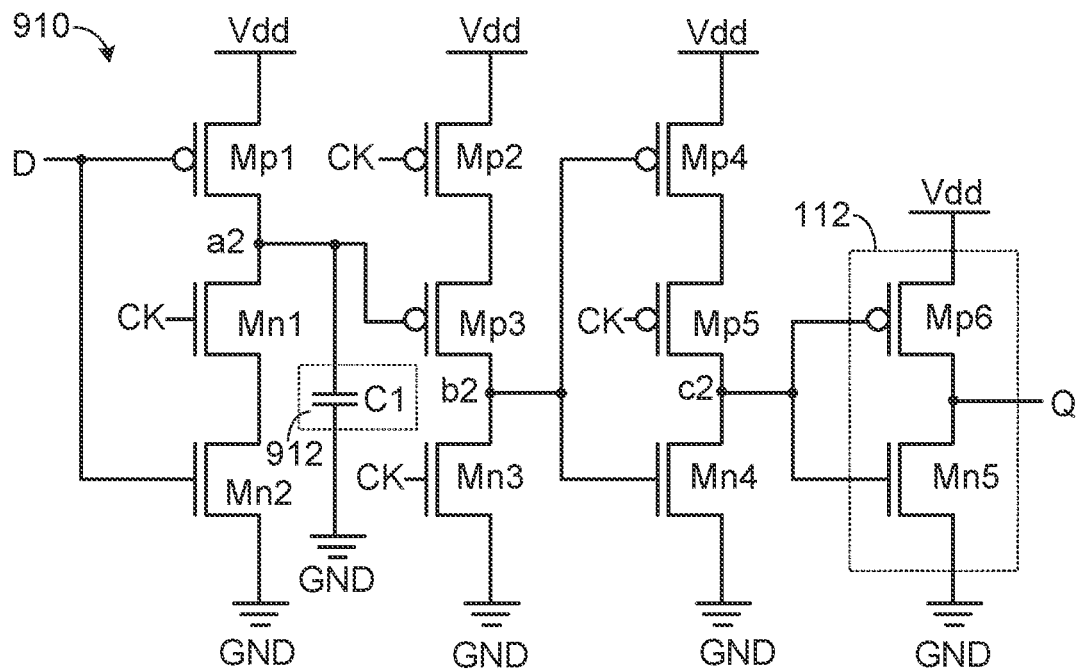 910
Vdd
Vdd
Vdd
D
Mp1
CK
Mp2
Mp4
Vdd
112
a2
CK
Mn1
Mp3
CK
Mp5
Mp6
C1
b2
c2
Q
912
Mn2
CK
Mn3
Mn4
Mn5
GND
GND
GND
GND
GND